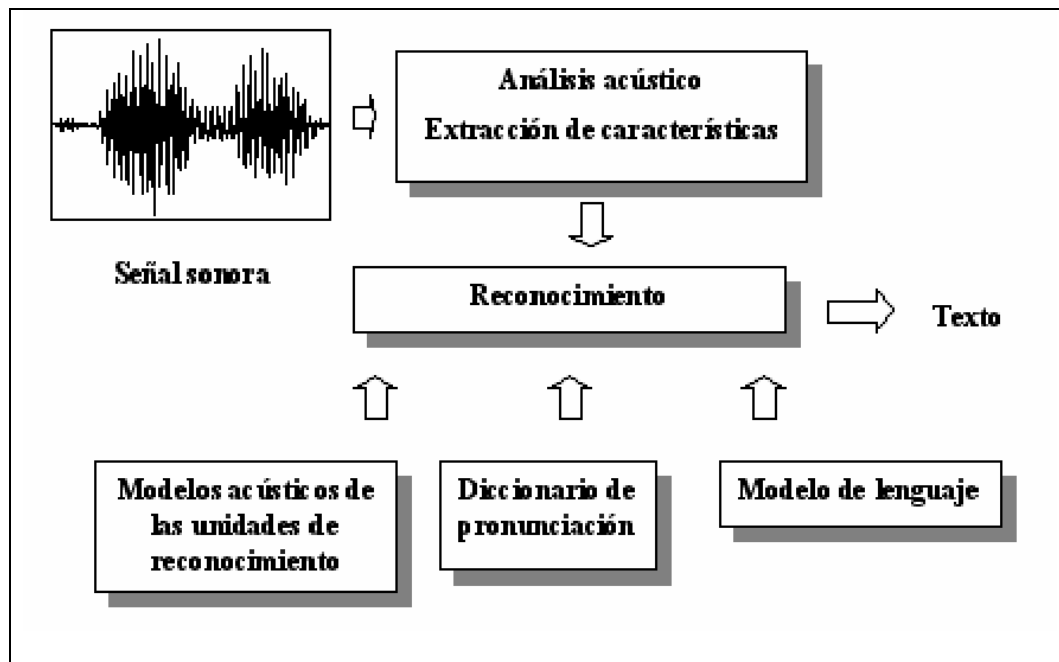 Análisis acústico
Extracción de características
Señal sonora
Reconocimiento
Texto
Modelos acústicos de
las unidades de
reconocimiento
Diccionario de
pronunciación
Modelo de lenguaje